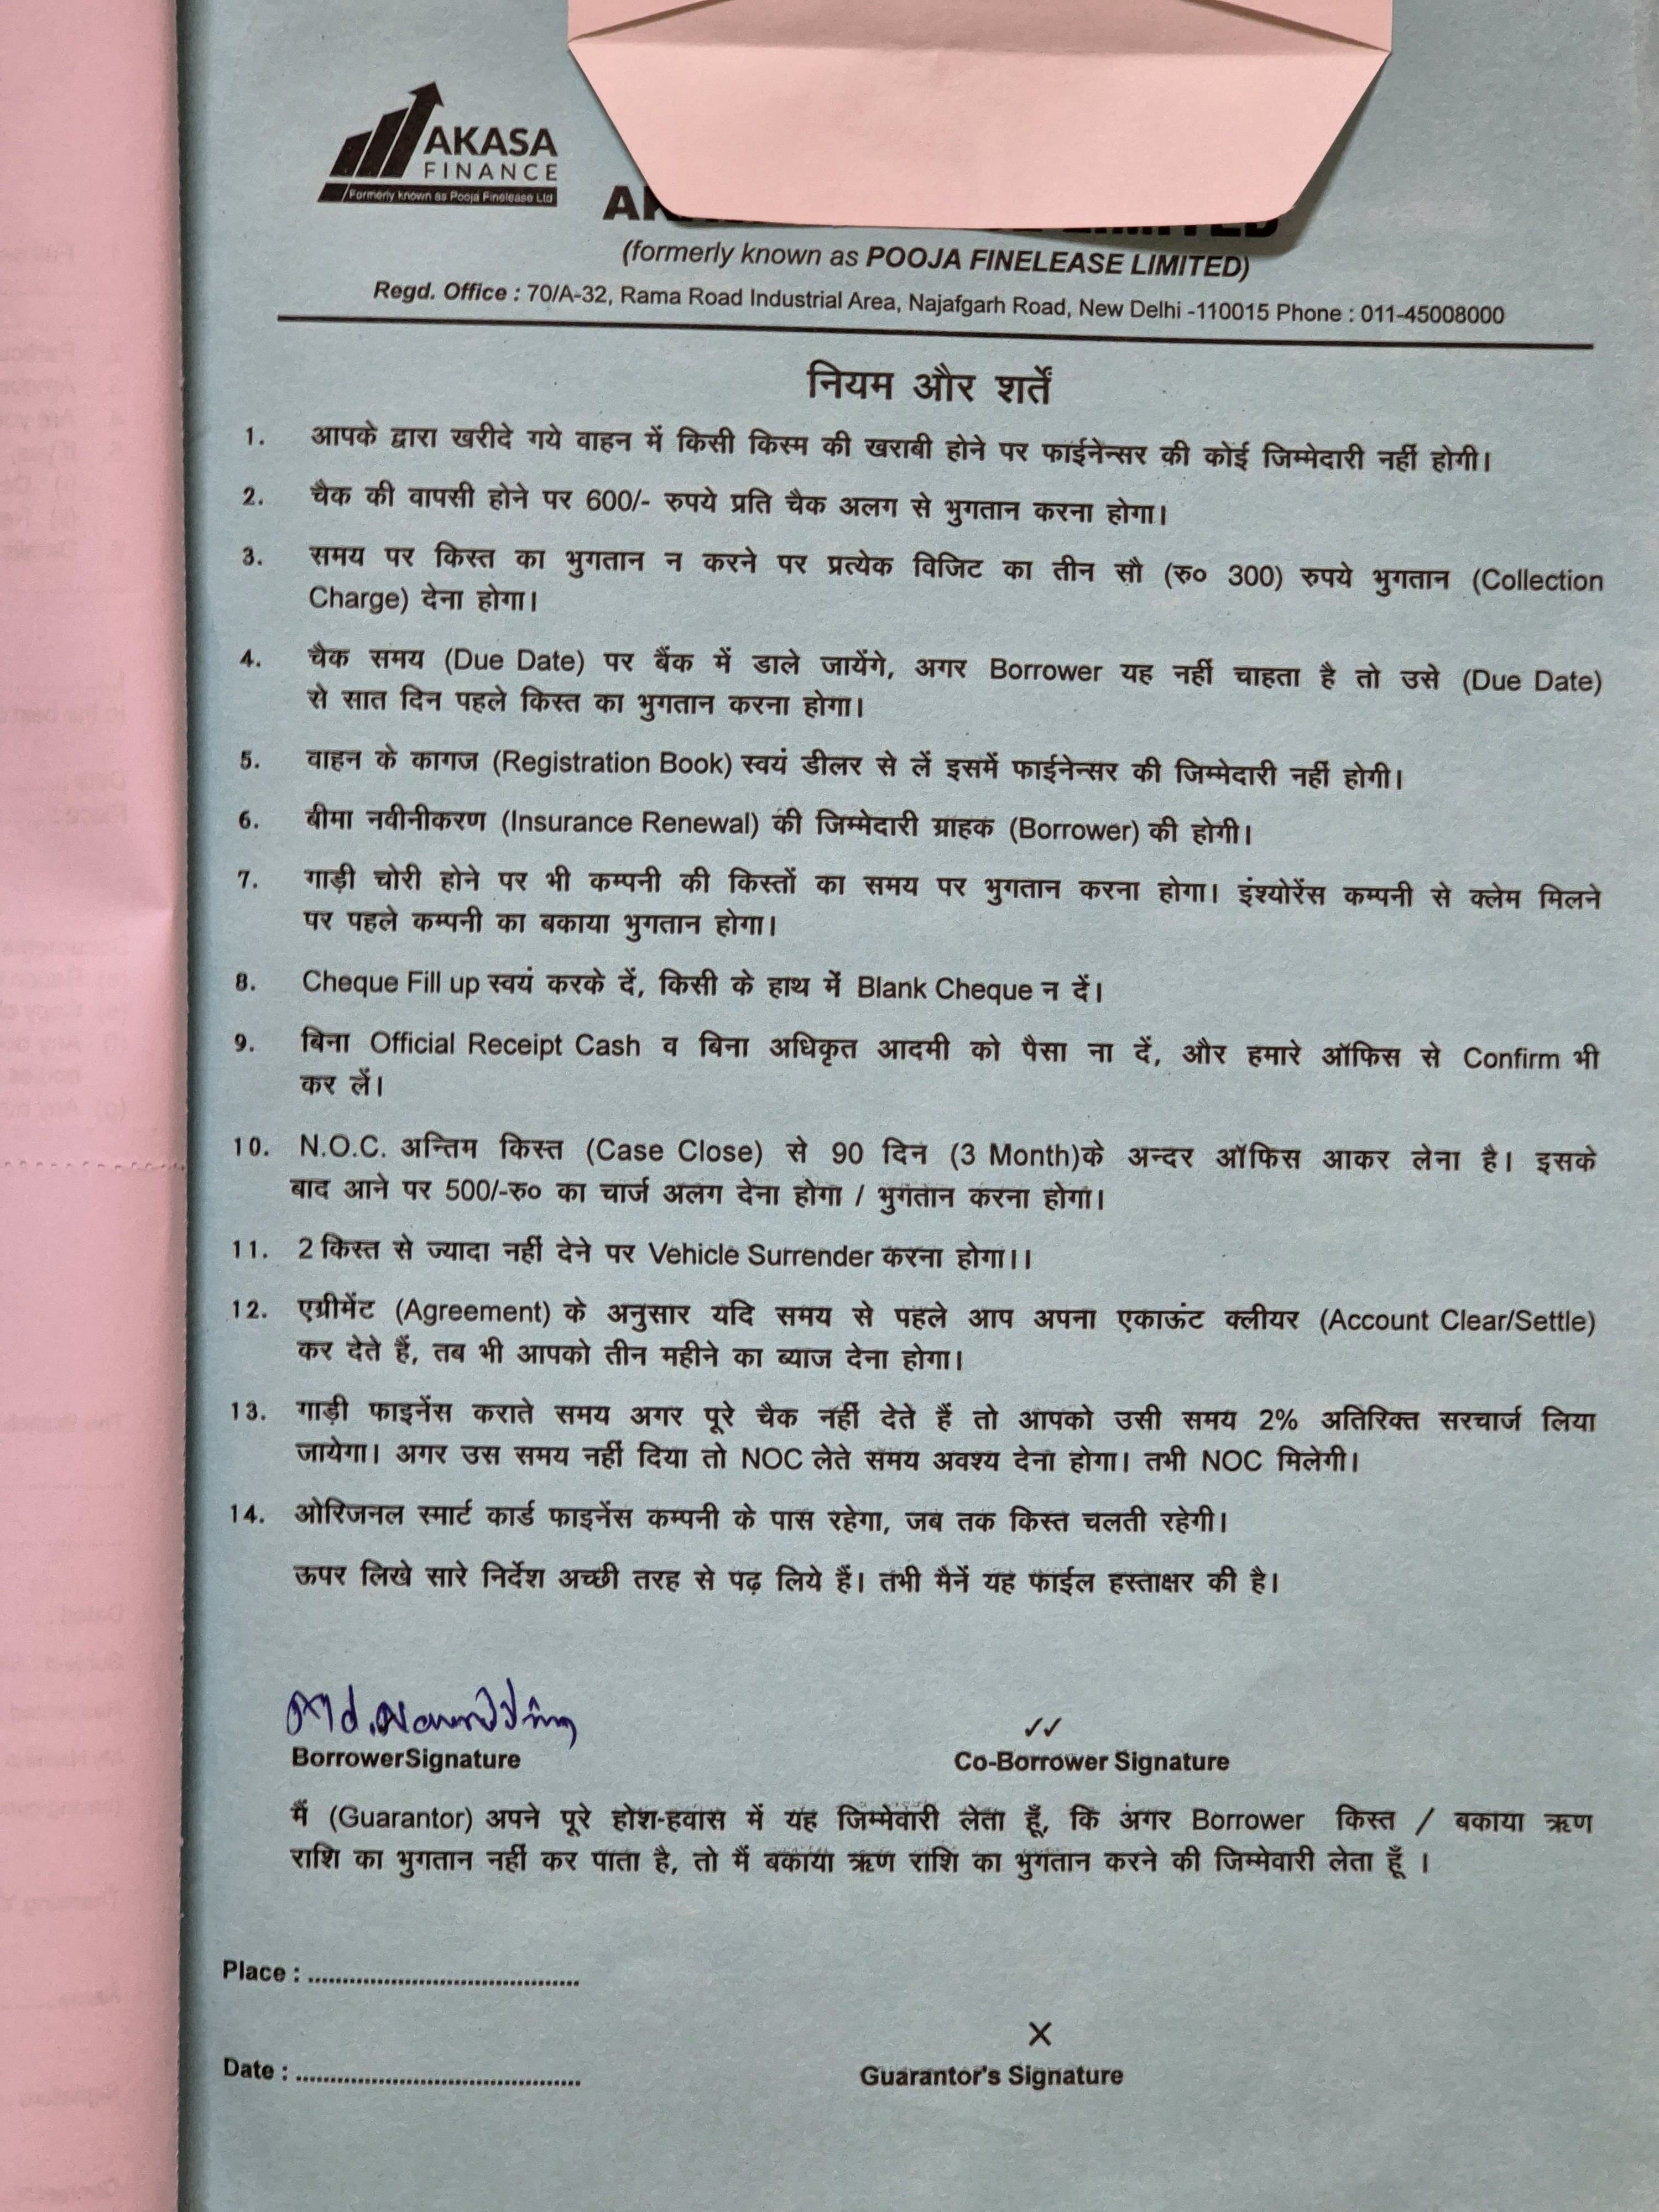 AKASA
FINANCE
Formerly known as Pooja Finelease Ltd
(formerly known as POOJA FINELEASE LIMITED)
Regd. Office : 70/A-32, Rama Road Industrial Area, Najafgarh Road, New Delhi -110015 Phone : 011-45008000
नियम और शर्तें
1. आपके द्वारा खरीदे गये वाहन में किसी किस्म की खराबी होने पर फाईनेन्सर की कोई जिम्मेदारी नहीं होगी।
2. चैक की वापसी होने पर 600/- रुपये प्रति चैक अलग से भुगतान करना होगा।
3. समय पर किस्त का भुगतान न करने पर प्रत्येक विजिट का तीन सौ (रु० 300) रुपये भुगतान (Collection
Charge) देना होगा।
4. चैक समय (Due Date) पर बैंक में डाले जायेंगे, अगर Borrower यह नहीं चाहता है तो उसे (Due Date)
से सात दिन पहले किस्त का भुगतान करना होगा।
5. वाहन के कागज (Registration Book) स्वयं डीलर से लें इसमें फाईनेन्सर की जिम्मेदारी नहीं होगी।
6. बीमा नवीनीकरण (Insurance Renewal) की जिम्मेदारी ग्राहक (Borrower) की होगी।
7. गाड़ी चोरी होने पर भी कम्पनी की किस्तों का समय पर भुगतान करना होगा। इंश्योरेंस कम्पनी से क्लेम मिलने
पर पहले कम्पनी का बकाया भुगतान होगा।
8. Cheque Fill up स्वयं करके दें, किसी के हाथ में Blank Cheque न दें।
9. बिना Official Receipt Cash व बिना अधिकृत आदमी को पैसा ना दें, और हमारे ऑफिस से Confirm भी
कर लें।
10. N.O.C. अन्तिम किस्त (Case Close) से 90 दिन (3 Month)के अन्दर ऑफिस आकर लेना है। इसके
बाद आने पर 500/-रु० का चार्ज अलग देना होगा / भुगतान करना होगा।
11. 2 किस्त से ज्यादा नहीं देने पर Vehicle Surrender करना होगा।।
12. एग्रीमेंट (Agreement) के अनुसार यदि समय से पहले आप अपना एकाऊंट क्लीयर (Account Clear/Settle)
कर देते हैं, तब भी आपको तीन महीने का ब्याज देना होगा।
13. गाड़ी फाइनेंस कराते समय अगर पूरे चैक नहीं देते हैं तो आपको उसी समय 2% अतिरिक्त सरचार्ज लिया
जायेगा। अगर उस समय नहीं दिया तो NOC लेते समय अवश्य देना होगा। तभी NOC मिलेगी।
14. ओरिजनल स्मार्ट कार्ड फाइनेंस कम्पनी के पास रहेगा, जब तक किस्त चलती रहेगी।
ऊपर लिखे सारे निर्देश अच्छी तरह से पढ़ लिये हैं। तभी मैनें यह फाईल हस्ताक्षर की है।
Md.
BorrowerSignature
Co-Borrower Signature
मैं (Guarantor) अपने पूरे होश-हवास में यह जिम्मेवारी लेता हूँ, कि अगर Borrower किस्त / बकाया ऋण
राशि का भुगतान नहीं कर पाता है, तो मैं बकाया ऋण राशि का भुगतान करने की जिम्मेवारी लेता हूँ ।
Place : ......................................
X
Date : ........................................
Guarantor's Signature